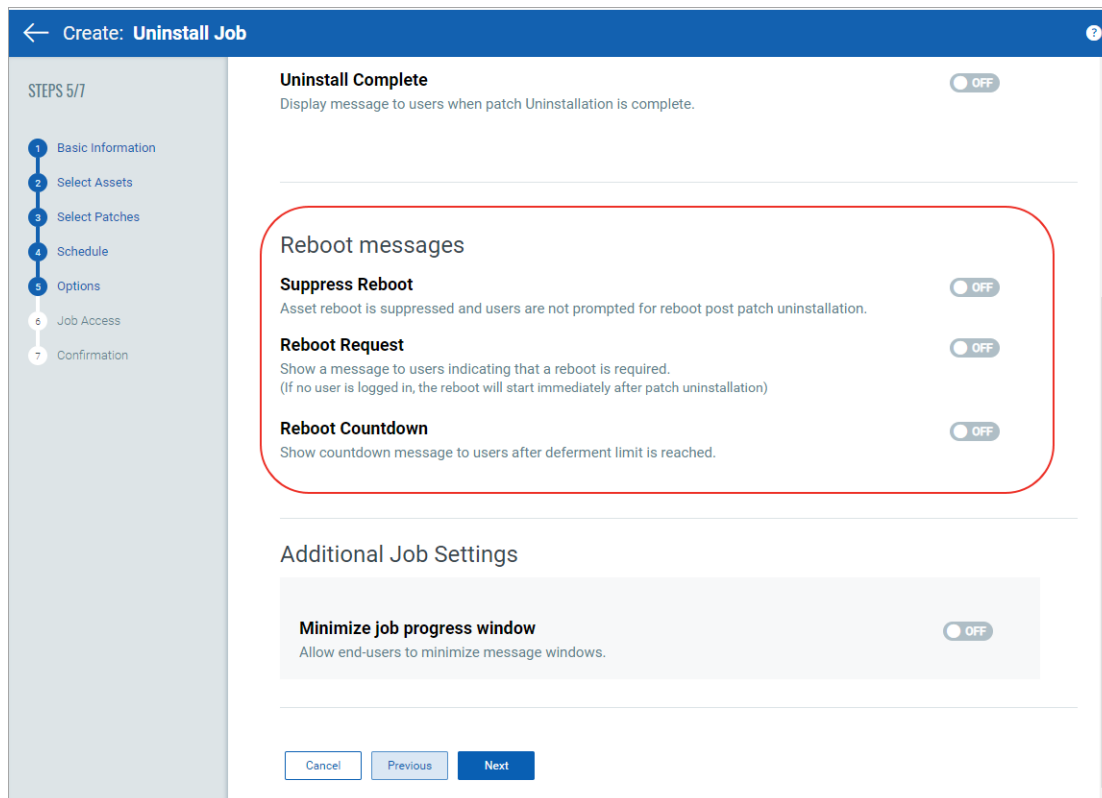 Create: Uninstall Job
?
STEPS 5/7
1 Basic Information
2 Select Assets
3 Select Patches
4 Schedule
5 Options
6 Job Access
7 Confirmation
Uninstall Complete
OFF
Display message to users when patch Uninstallation is complete.
Reboot messages
Suppress Reboot
OFF
Asset reboot is suppressed and users are not prompted for reboot post patch uninstallation.
Reboot Request
OFF
Show a message to users indicating that a reboot is required.
(If no user is logged in, the reboot will start immediately after patch uninstallation)
Reboot Countdown
OFF
Show countdown message to users after deferment limit is reached.
Additional Job Settings
Minimize job progress window
OFF
Allow end-users to minimize message windows.
Cancel
Previous
Next